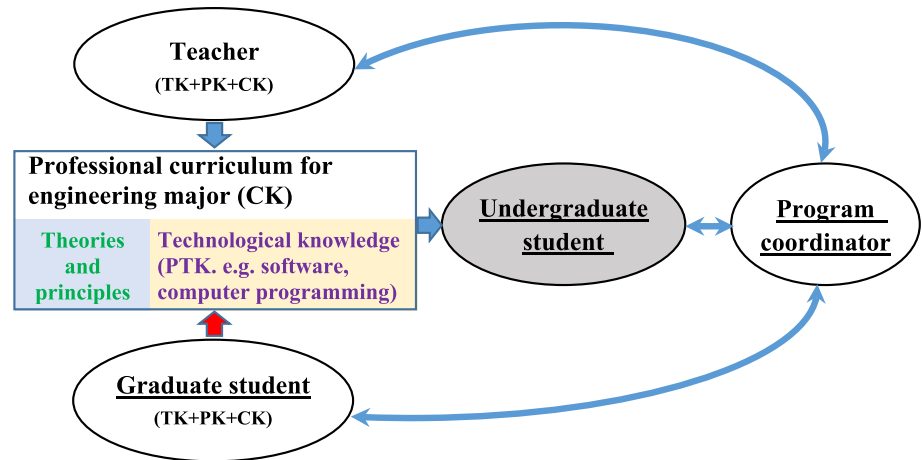 Teacher
(TK+PK+CK)
Professional curriculum for
engineering major (CK)
Theories
and
principles
Technological knowledge
(PTK. e.g. software,
computer programming)
Undergraduate
student
Program
coordinator
Graduate student
(TK+PK+CK)